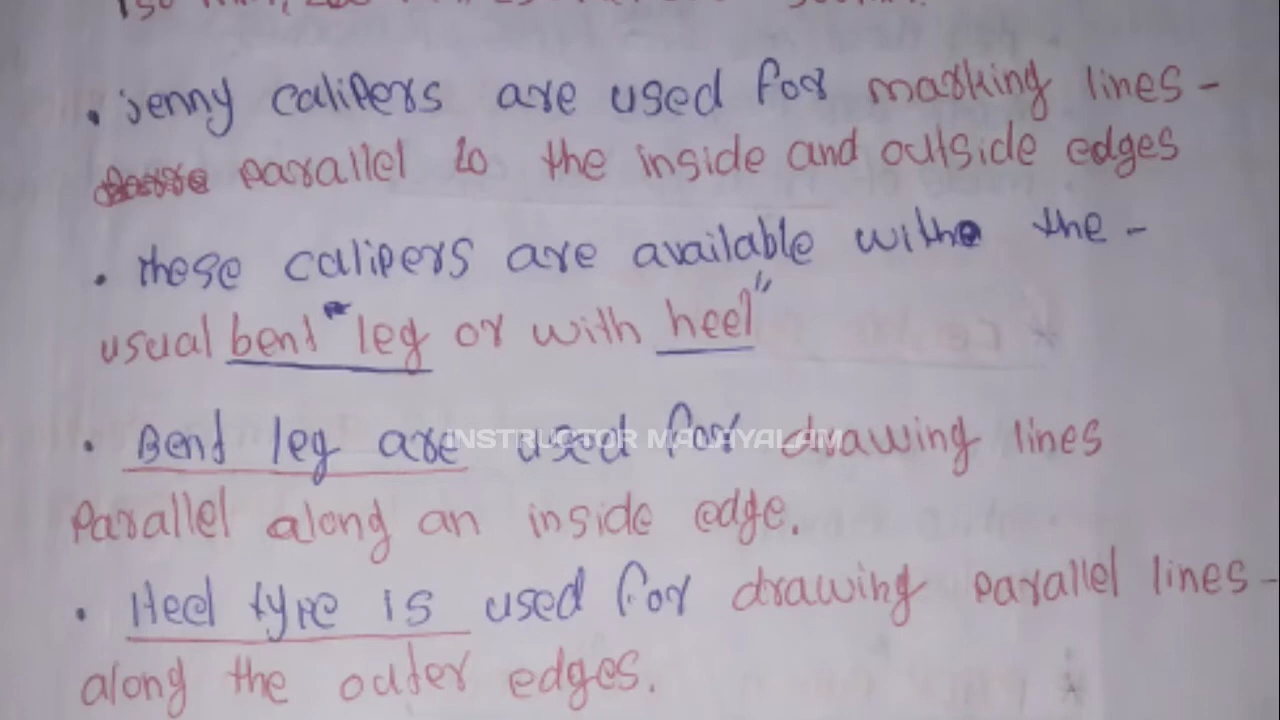 • Jenny calipers are used for marking lines -
parallel to the inside and outside edges
• these calipers are available with the -
usual bent leg or with heel"
• Bent leg are used for drawing lines
Parallel along an inside edge.
• Heel type is used for drawing parallel lines -
along the outer edges.
INSTRUCTOR MALAYALAM